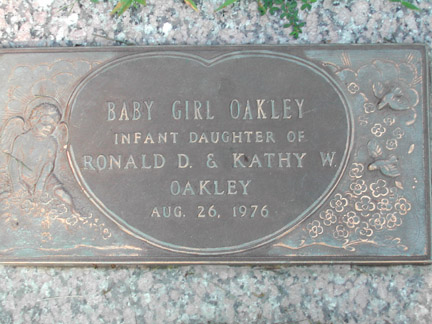 BABY GIRL OAKLEY
INFANT DAUGHTER OF
RONALD D. & KATHY W.
OAKLEY
AUG. 26, 1976